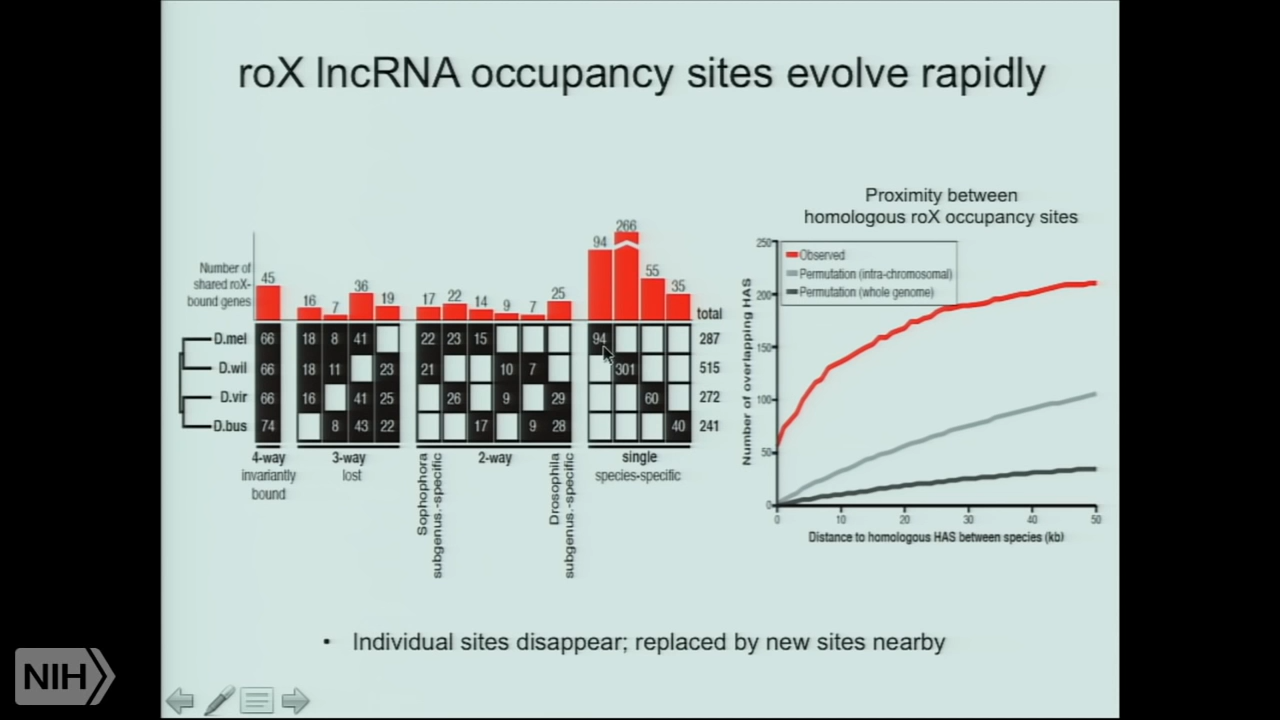 roX lncRNA occupancy sites evolve rapidly
Number of
shared roX-
bound genes
45 16 7 36 19 17 22 14 9 7 25 94 266 55 35
total
D.mel 66 18 8 41 22 23 15 94 287
D.wil 66 18 11 23 21 10 7 301 515
D.vir 66 16 41 25 26 9 29 60 272
D.bus 74 8 43 22 17 9 28 40 241
4-way
invariantly
bound
3-way
lost
Sophophora
subgenus.-specific
2-way
Drosophila
subgenus.-specific
single
species-specific
Proximity between
homologous roX occupancy sites
Observed
Permutation (intra-chromosomal)
Permutation (whole genome)
Number of overlapping HAS
250
200
150
100
50
0
0 10 20 30 40 50
Distance to homologous HAS between species (kb)
• Individual sites disappear; replaced by new sites nearby
NIH